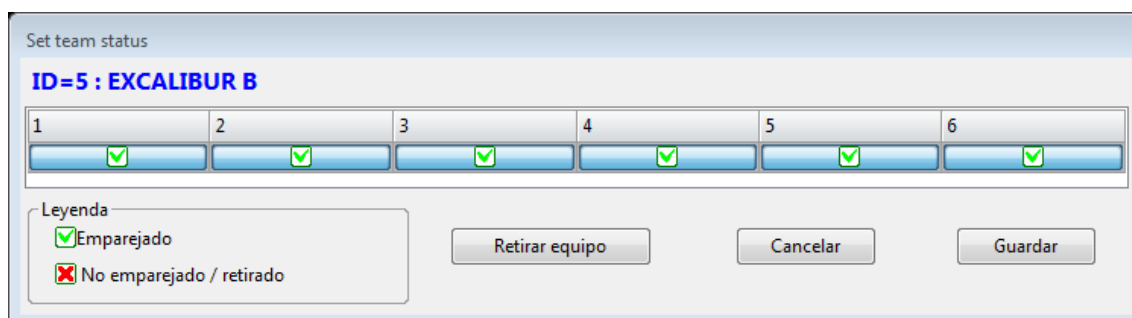 Set team status
ID=5 : EXCALIBUR B
1 2 3 4 5 6
Leyenda
Emparejado
No emparejado / retirado
Retirar equipo Cancelar Guardar